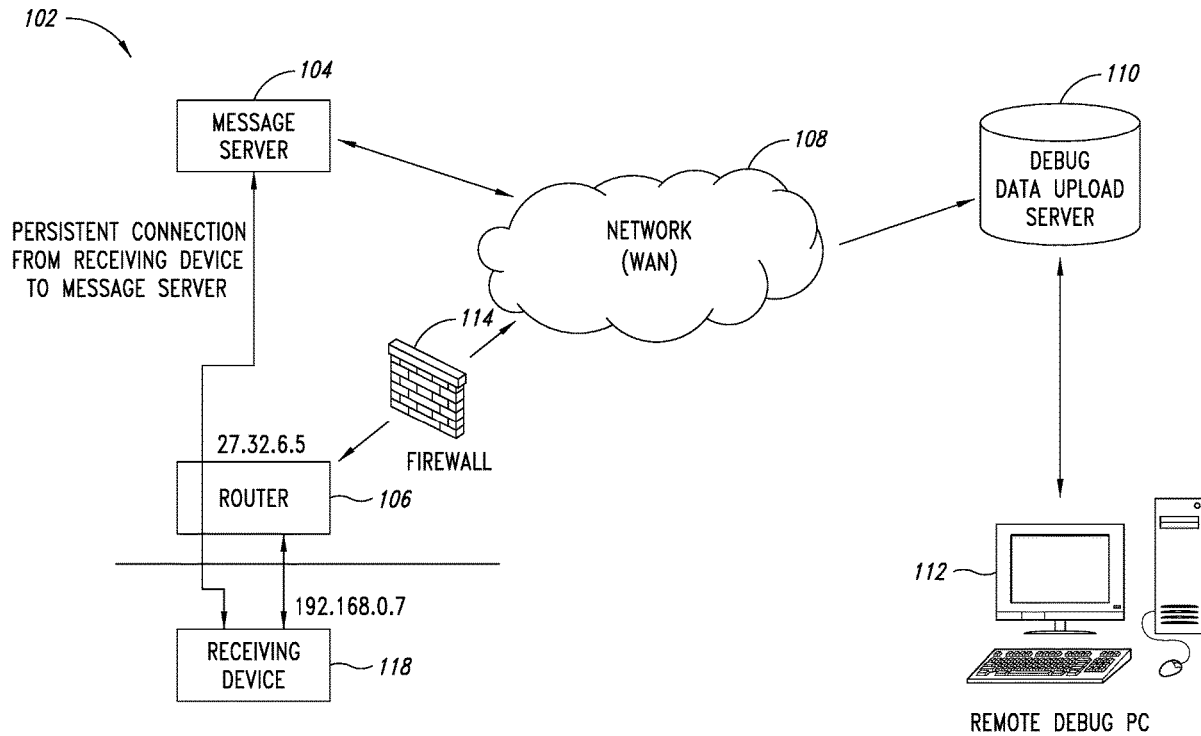 102
104
MESSAGE
SERVER
108
110
DEBUG
DATA UPLOAD
SERVER
NETWORK
(WAN)
PERSISTENT CONNECTION
FROM RECEIVING DEVICE
TO MESSAGE SERVER
114
FIREWALL
27.32.6.5
ROUTER
106
192.168.0.7
RECEIVING
DEVICE
118
112
REMOTE DEBUG PC